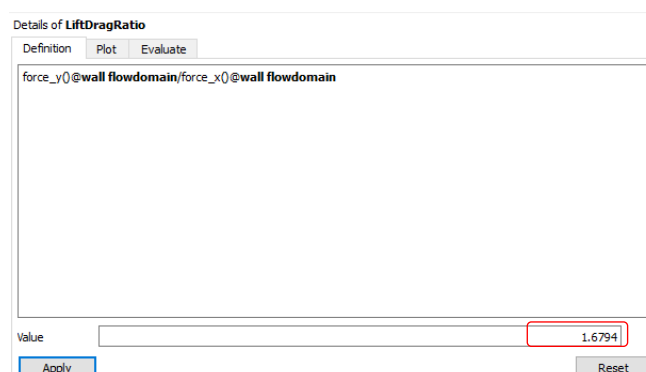 Details of LiftDragRatio
Definition Plot Evaluate
force_y()@wall flowdomain/force_x()@wall flowdomain
Value 1.6794
Apply Reset